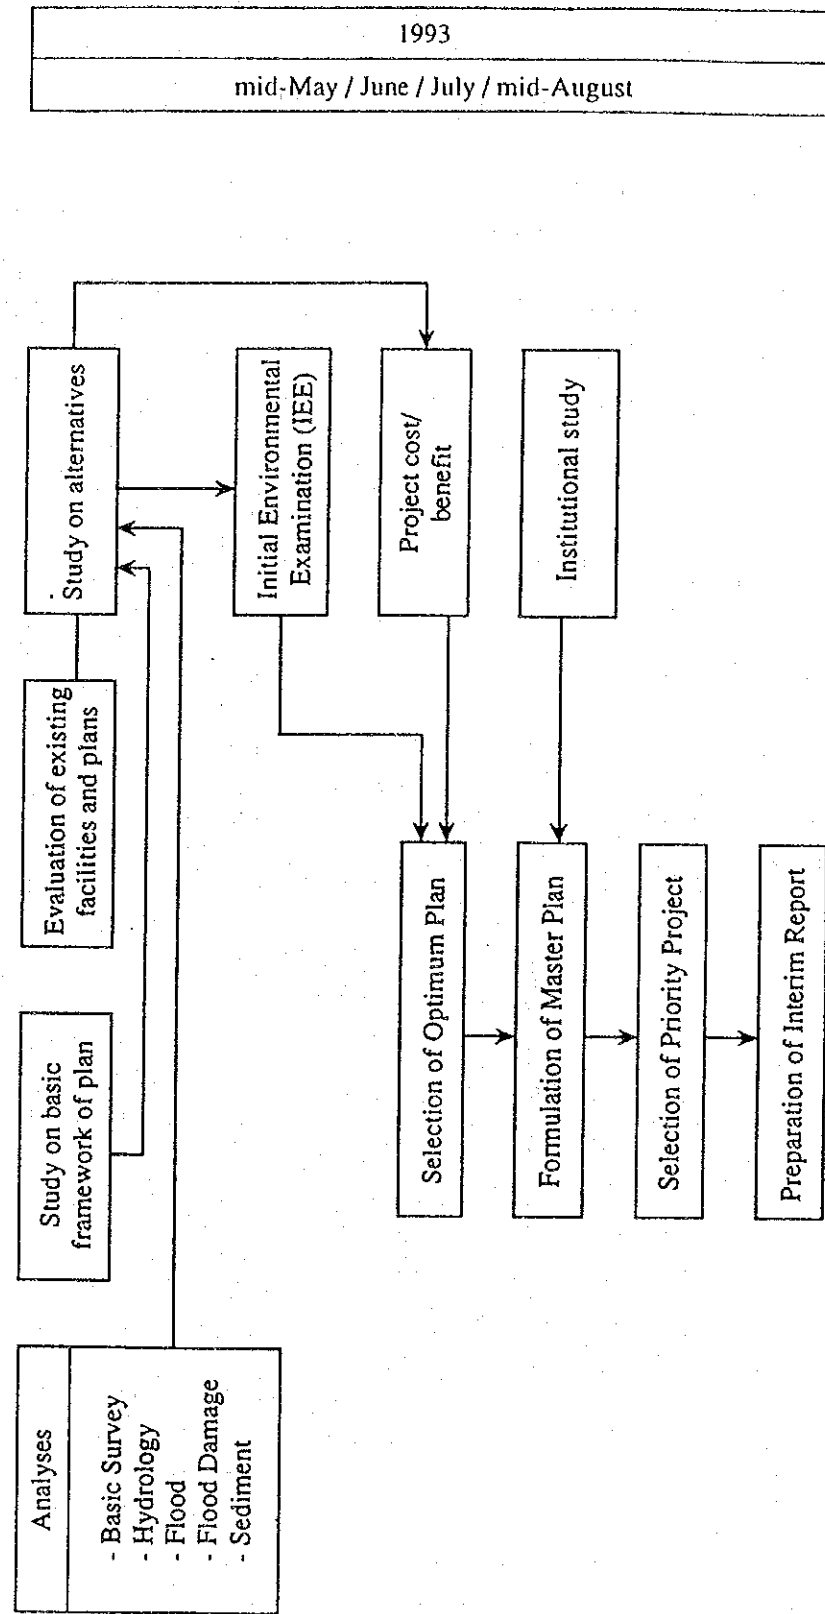 1993
mid-May / June / July / mid-August
Analyses
- Basic Survey
- Hydrology
- Flood
- Flood Damage
- Sediment
Study on basic
framework of plan
Evaluation of existing
facilities and plans
Study on alternatives
Initial Environmental
Examination (IEE)
Project cost/
benefit
Institutional study
Selection of Optimum Plan
Formulation of Master Plan
Selection of Priority Project
Preparation of Interim Report